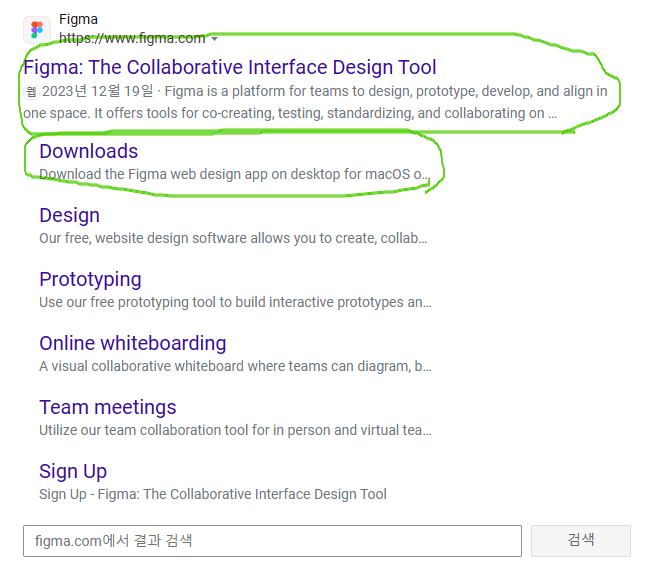 Figma
https://www.figma.com
Figma: The Collaborative Interface Design Tool
웹 2023년 12월 19일 · Figma is a platform for teams to design, prototype, develop, and align in
one space. It offers tools for co-creating, testing, standardizing, and collaborating on ...
Downloads
Download the Figma web design app on desktop for macOS o...
Design
Our free, website design software allows you to create, collab...
Prototyping
Use our free prototyping tool to build interactive prototypes an...
Online whiteboarding
A visual collaborative whiteboard where teams can diagram, b...
Team meetings
Utilize our team collaboration tool for in person and virtual tea...
Sign Up
Sign Up - Figma: The Collaborative Interface Design Tool
figma.com에서 결과 검색 검색